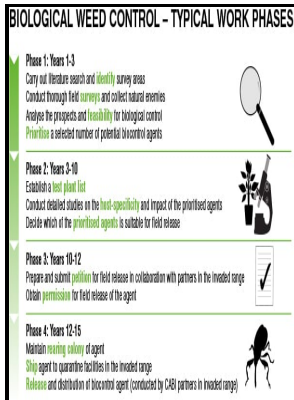 BIOLOGICAL WEED CONTROL – TYPICAL WORK PHASES
Phase 1: Years 1-3
Carry out literature search and identify survey areas
Conduct thorough field surveys and collect natural enemies
Analyse the prospects and feasibility for biological control
Prioritise a selected number of potential biocontrol agents
Phase 2: Years 3-10
Establish a test plant list
Conduct detailed studies on the host-specificity and impact of the prioritised agents
Decide which of the prioritised agents is suitable for field release
Phase 3: Years 10-12
Prepare and submit petition for field release in collaboration with partners in the invaded range
Obtain permission for field release of the agent
Phase 4: Years 12-15
Maintain rearing colony of agent
Ship agent to quarantine facilities in the invaded range
Release and distribution of biocontrol agent (conducted by CABI partners in invaded range)